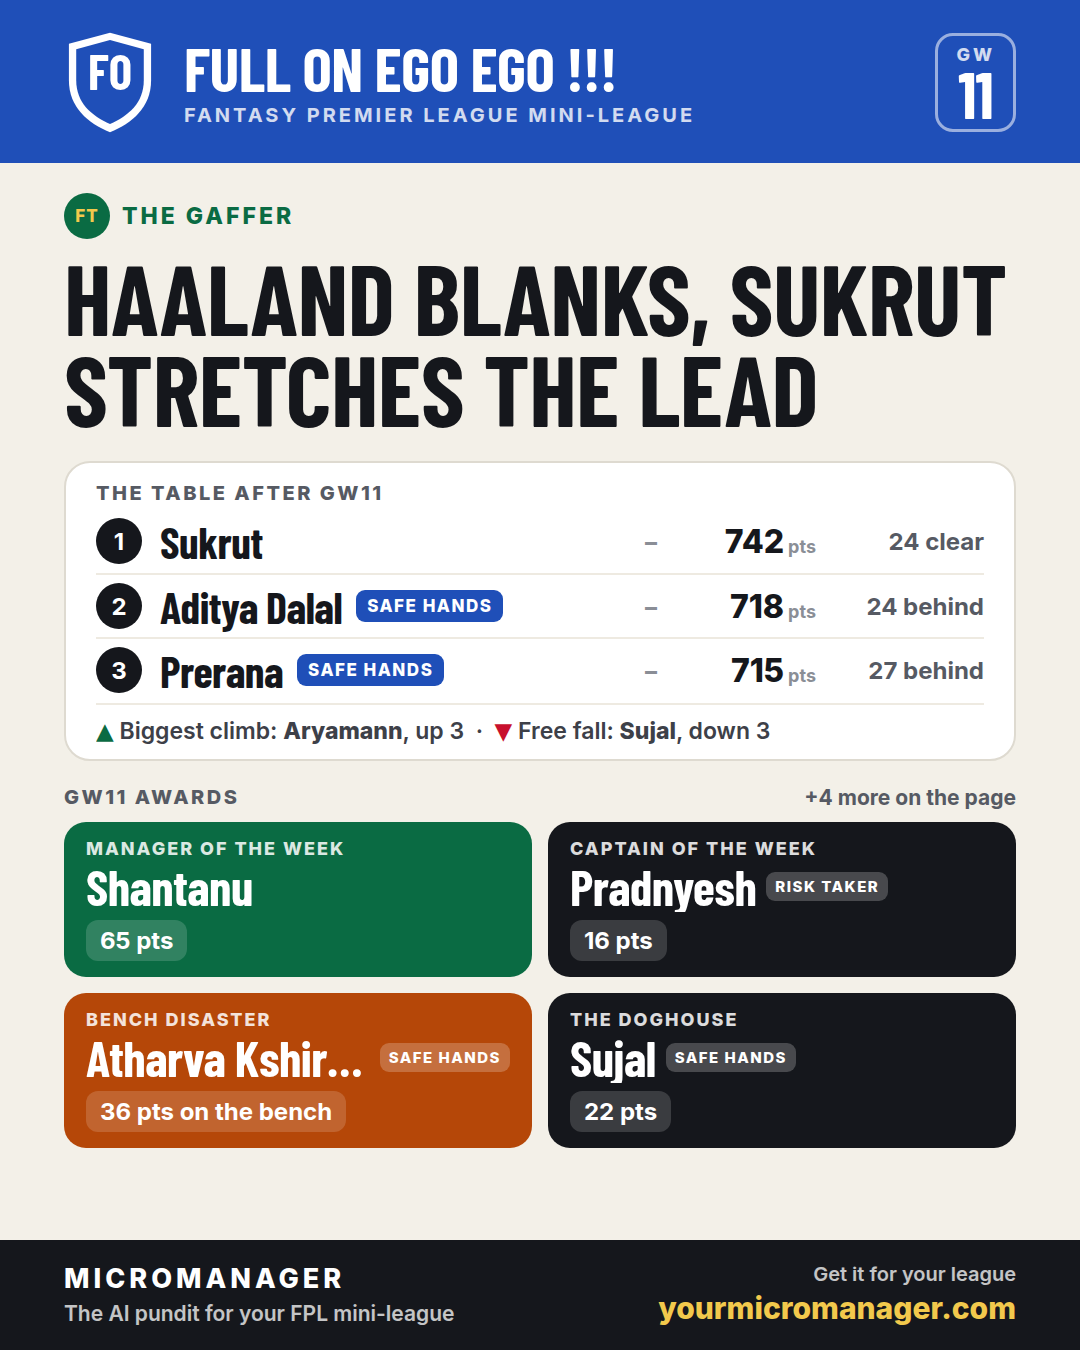 FO
FULL ON EGO EGO !!!
FANTASY PREMIER LEAGUE MINI-LEAGUE
GW
11
FT
THE GAFFER
HAALAND BLANKS, SUKRUT
STRETCHES THE LEAD
THE TABLE AFTER GW11
1 Sukrut – 742 pts 24 clear
2 Aditya Dalal SAFE HANDS – 718 pts 24 behind
3 Prerana SAFE HANDS – 715 pts 27 behind
▲ Biggest climb: Aryamann, up 3 · ▼ Free fall: Sujal, down 3
GW11 AWARDS
+4 more on the page
MANAGER OF THE WEEK
Shantanu
65 pts
CAPTAIN OF THE WEEK
Pradnyesh RISK TAKER
16 pts
BENCH DISASTER
Atharva Kshir... SAFE HANDS
36 pts on the bench
THE DOGHOUSE
Sujal SAFE HANDS
22 pts
MICROMANAGER
The AI pundit for your FPL mini-league
Get it for your league
yourmicromanager.com